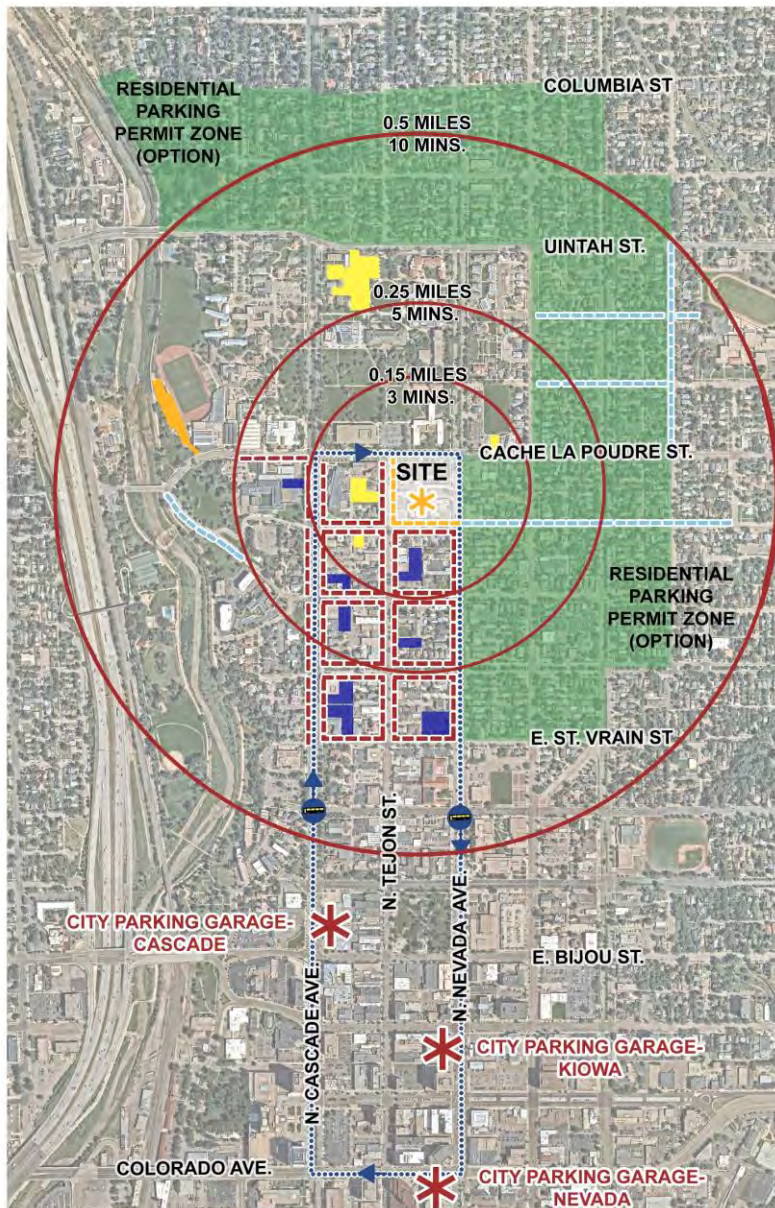 COLUMBIA ST
RESIDENTIAL
PARKING
PERMIT ZONE
(OPTION)
0.5 MILES
10 MINS.
UINTAH ST.
0.25 MILES
5 MINS.
0.15 MILES
3 MINS.
CACHE LA POUDRE ST.
SITE
RESIDENTIAL
PARKING
PERMIT ZONE
(OPTION)
E. ST. VRAIN ST
N. TEJON ST.
CITY PARKING GARAGE-
CASCADE
N. NEVADA AVE.
E. BIJOU ST.
N. CASCADE AVE.
CITY PARKING GARAGE-
KIOWA
COLORADO AVE.
CITY PARKING GARAGE-
NEVADA